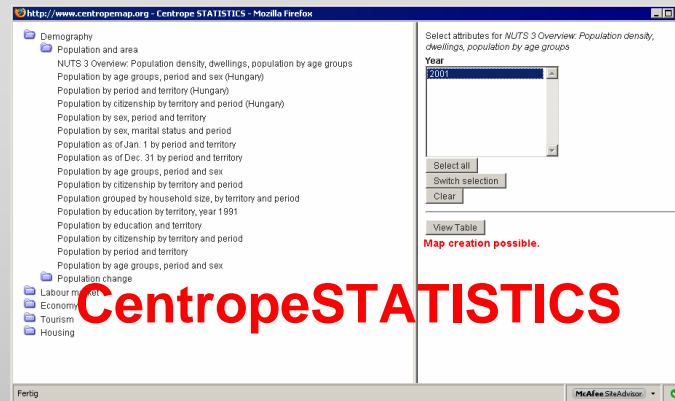 http://www.centropemap.org - Centrope STATISTICS - Mozilla Firefox
Demography
Population and area
NUTS 3 Overview: Population density, dwellings, population by age groups
Population by age groups, period and sex (Hungary)
Population by period and territory (Hungary)
Population by citizenship by territory and period (Hungary)
Population by sex, period and territory
Population by sex, marital status and period
Population as of Jan. 1 by period and territory
Population as of Dec. 31 by period and territory
Population by age groups, period and sex
Population by citizenship by territory and period
Population grouped by household size, by territory and period
Population by education by territory, year 1991
Population by education and territory
Population by citizenship by territory and period
Population by period and territory
Population by age groups, period and sex
Population change
Labour market
Economy
Tourism
Housing
Select attributes for NUTS 3 Overview: Population density,
dwellings, population by age groups
Year
2001
Select all
Switch selection
Clear
View Table
Map creation possible.
CentropeSTATISTICS
Fertig
McAfee SiteAdvisor